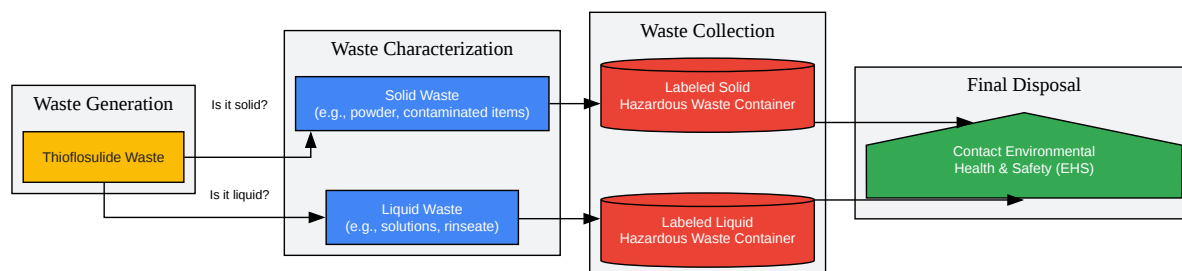 Waste Generation
Thioflosulide Waste
Is it solid?
Is it liquid?
Waste Characterization
Solid Waste
(e.g., powder, contaminated items)
Liquid Waste
(e.g., solutions, rinseate)
Waste Collection
Labeled Solid
Hazardous Waste Container
Labeled Liquid
Hazardous Waste Container
Final Disposal
Contact Environmental
Health & Safety (EHS)